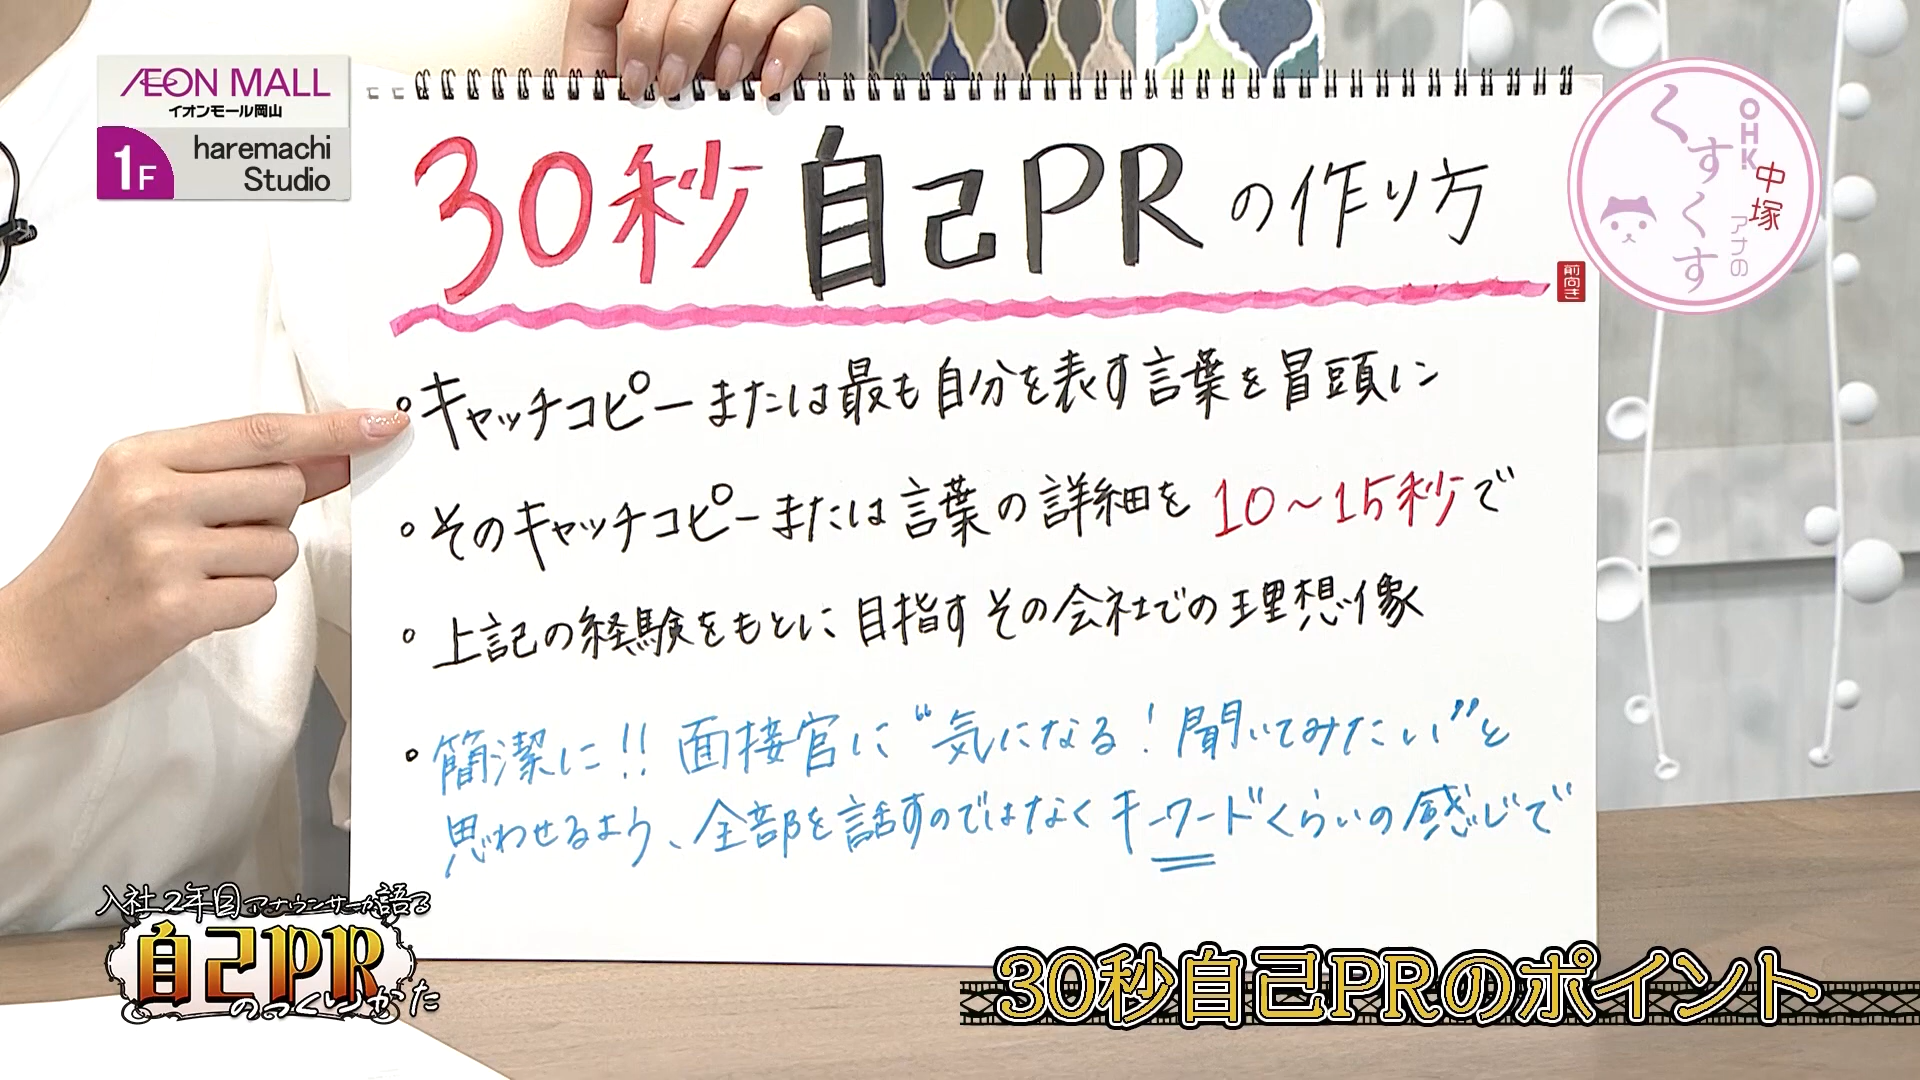 ÆON MALL
イオンモール岡山
1F
haremachi
Studio
OHK
中塚
アナの
くすくす
30秒自己PRの作り方
前向き
・キャッチコピーまたは最も自分を表す言葉を冒頭に
・そのキャッチコピーまたは言葉の詳細を10～15秒で
・上記の経験をもとに目指すその会社での理想像
・簡潔に!! 面接官に“気になる!聞いてみたい”と
思わせるよう、全部を話すのではなくキーワードくらいの感じで
入社2年目アナウンサーが語る
自己PR
のつくりかた
30秒自己PRのポイント